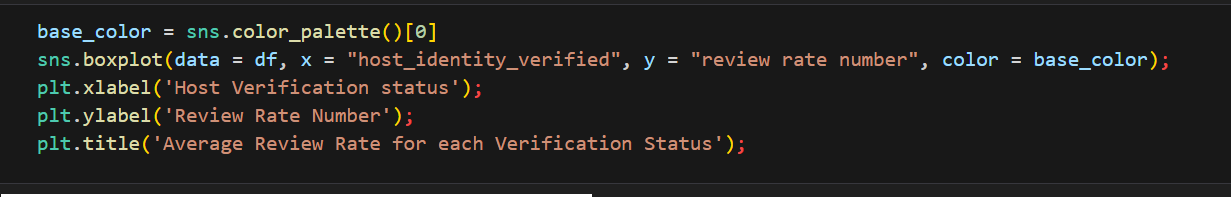 base_color = sns.color_palette()[0]
sns.boxplot(data = df, x = "host_identity_verified", y = "review rate number", color = base_color);
plt.xlabel('Host Verification status');
plt.ylabel('Review Rate Number');
plt.title('Average Review Rate for each Verification Status');